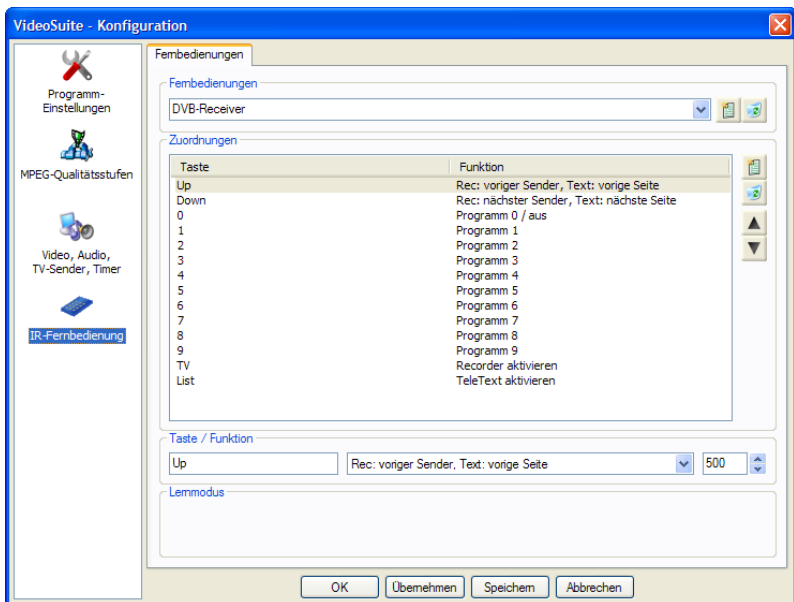 VideoSuite - Konfiguration
Programm-
Einstellungen
MPEG-Qualitätsstufen
Video, Audio,
TV-Sender, Timer
IR-Fernbedienung
Fernbedienungen
Fernbedienungen
DVB-Receiver
Zuordnungen
Taste Funktion
Up Rec: voriger Sender, Text: vorige Seite
Down Rec: nächster Sender, Text: nächste Seite
0 Programm 0 / aus
1 Programm 1
2 Programm 2
3 Programm 3
4 Programm 4
5 Programm 5
6 Programm 6
7 Programm 7
8 Programm 8
9 Programm 9
TV Recorder aktivieren
List TeleText aktivieren
Taste / Funktion
Up Rec: voriger Sender, Text: vorige Seite 500
Lernmodus
OK Übernehmen Speichern Abbrechen